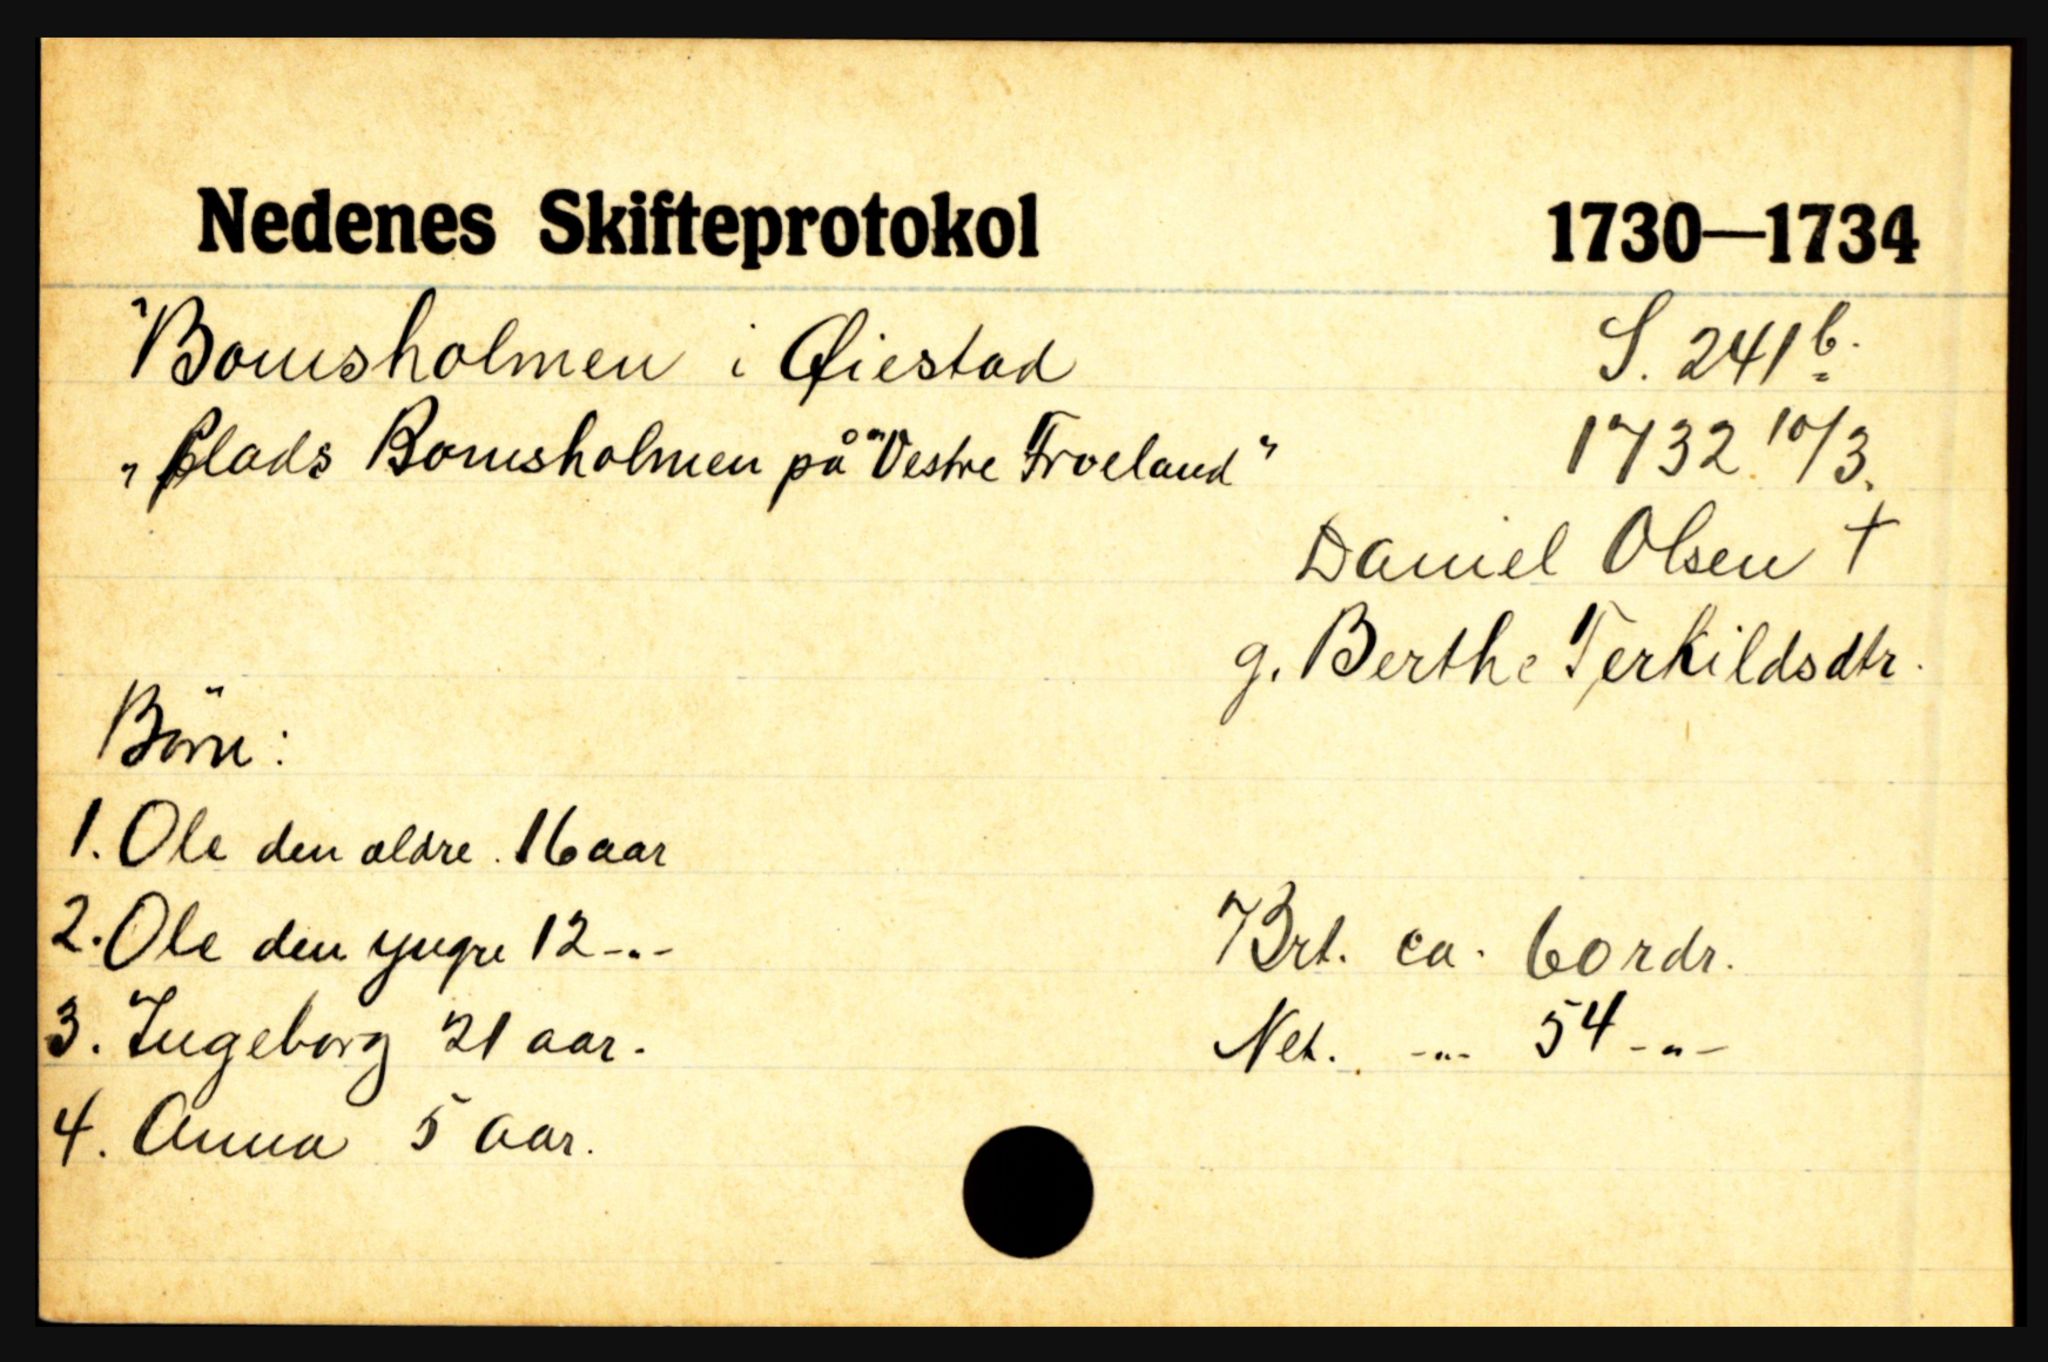 Nedenes Skifteprotokol 1730—1734
Bomsholmen i Øiestad S. 241 b.
" plads Bomsholmen på "Vestre Froeland" 1732 10/3.
Daniel Olsen †
g. Berthe Terkildsdtr.
Börn:
1. Ole den ældre. 16 aar
2. Ole den yngre 12 -"- Brt. ca. 60 rdr.
3. Ingeborg 21 aar. Net. -"- 54 -"-
4. Anna 5 aar.